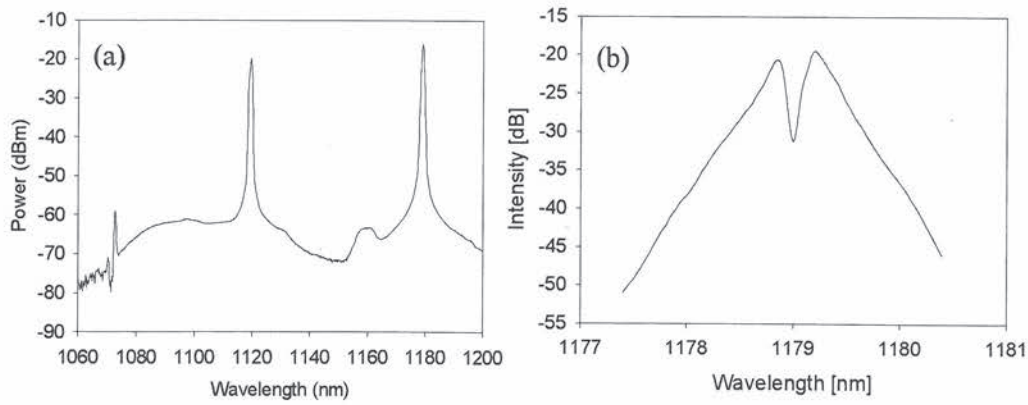 (a)
Power (dBm)
-10
-20
-30
-40
-50
-60
-70
-80
-90
1060 1080 1100 1120 1140 1160 1180 1200
Wavelength (nm)
(b)
Intensity [dB]
-15
-20
-25
-30
-35
-40
-45
-50
-55
1177 1178 1179 1180 1181
Wavelength [nm]